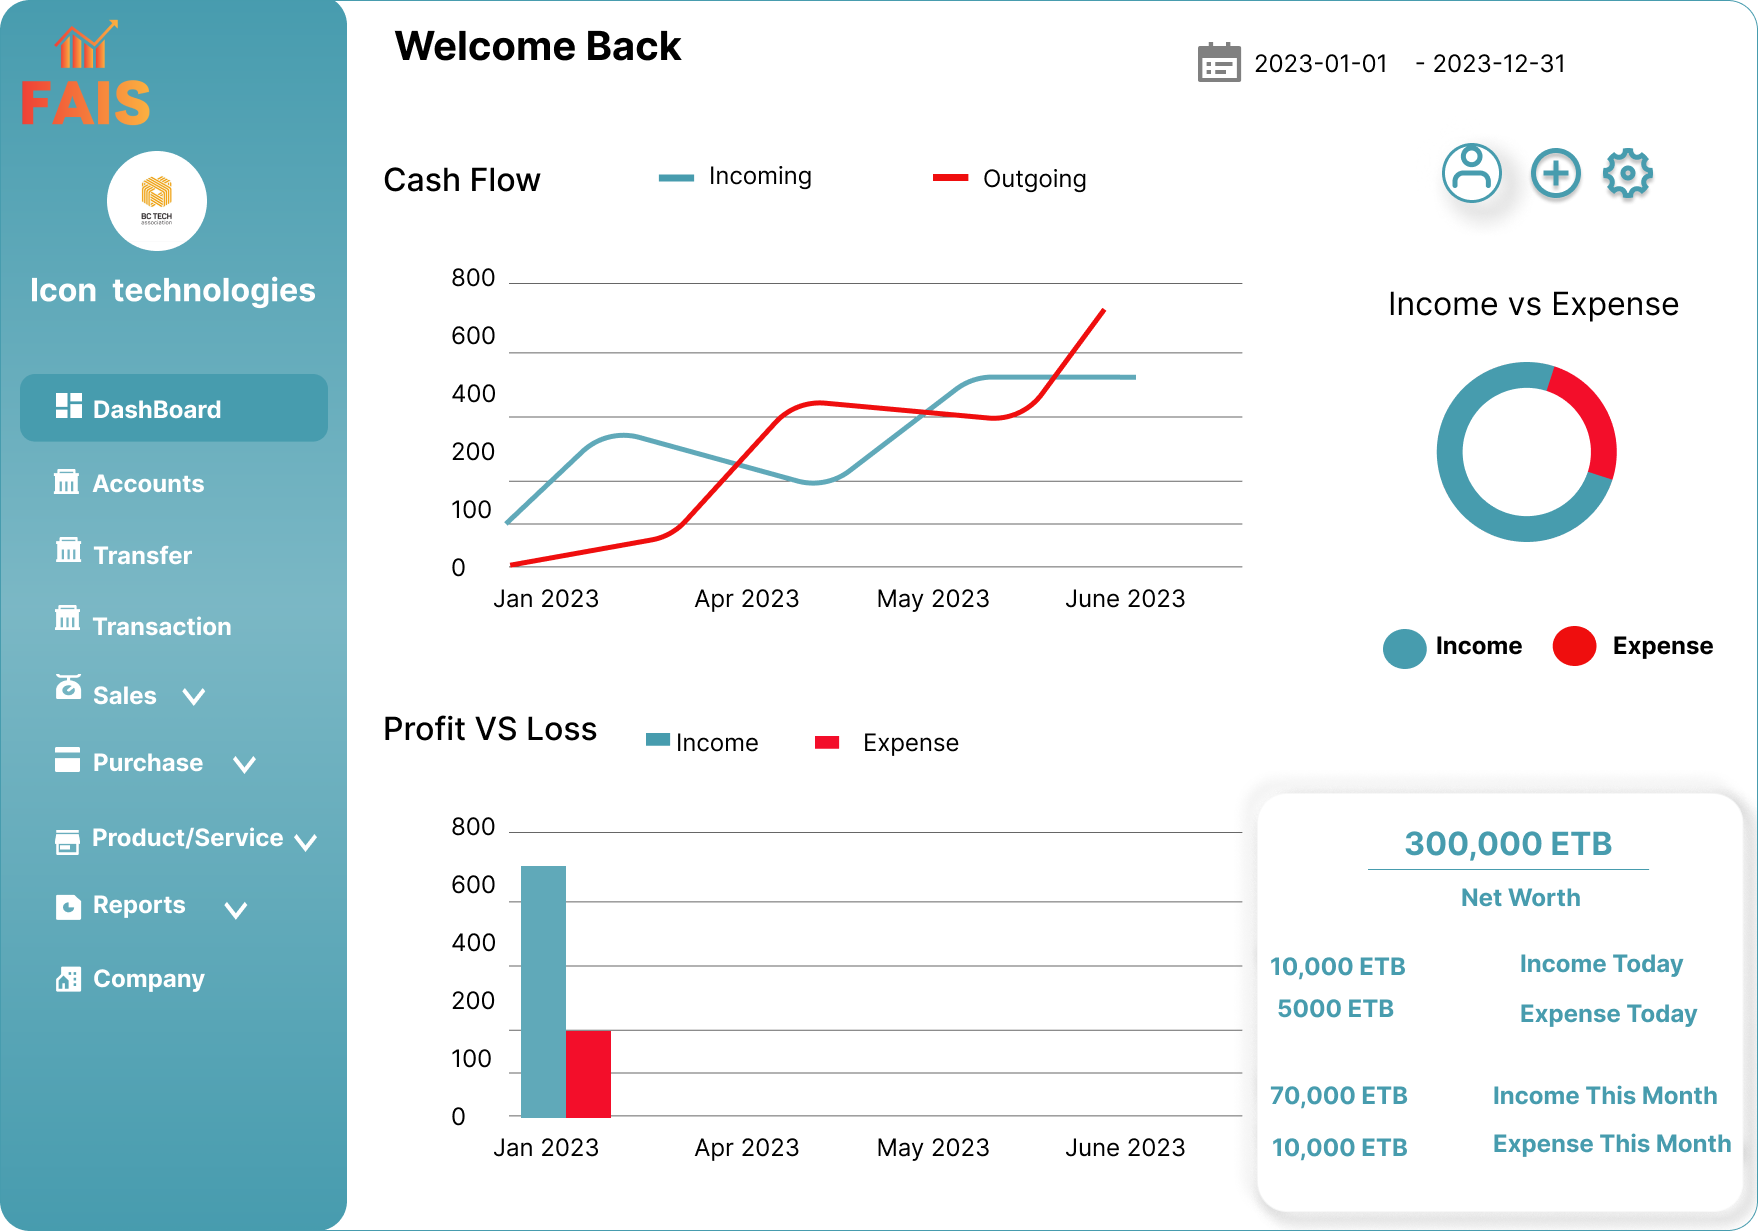 FAIS
BC TECH
association
Icon technologies
DashBoard
Accounts
Transfer
Transaction
Sales
Purchase
Product/Service
Reports
Company
Welcome Back
2023-01-01 - 2023-12-31
Cash Flow
Incoming
Outgoing
800
600
400
200
100
0
Jan 2023
Apr 2023
May 2023
June 2023
Income vs Expense
Income
Expense
Profit VS Loss
Income
Expense
800
600
400
200
100
0
Jan 2023
Apr 2023
May 2023
June 2023
300,000 ETB
Net Worth
10,000 ETB Income Today
5000 ETB Expense Today
70,000 ETB Income This Month
10,000 ETB Expense This Month